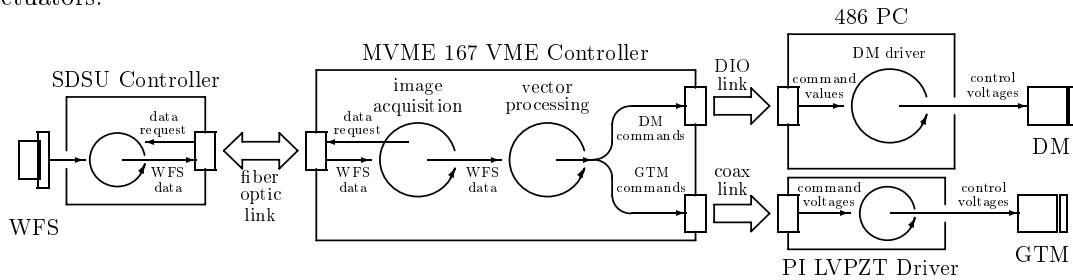 ctuators.
486 PC
MVME 167 VME Controller
SDSU Controller
DIO
link
DM driver
image
acquisition
vector
processing
command
values
control
voltages
data
request
data
request
DM
commands
DM
WFS
data
fiber
optic
link
WFS
data
WFS
data
GTM
commands
coax
link
command
voltages
control
voltages
WFS
GTM
PI LVPZT Driver